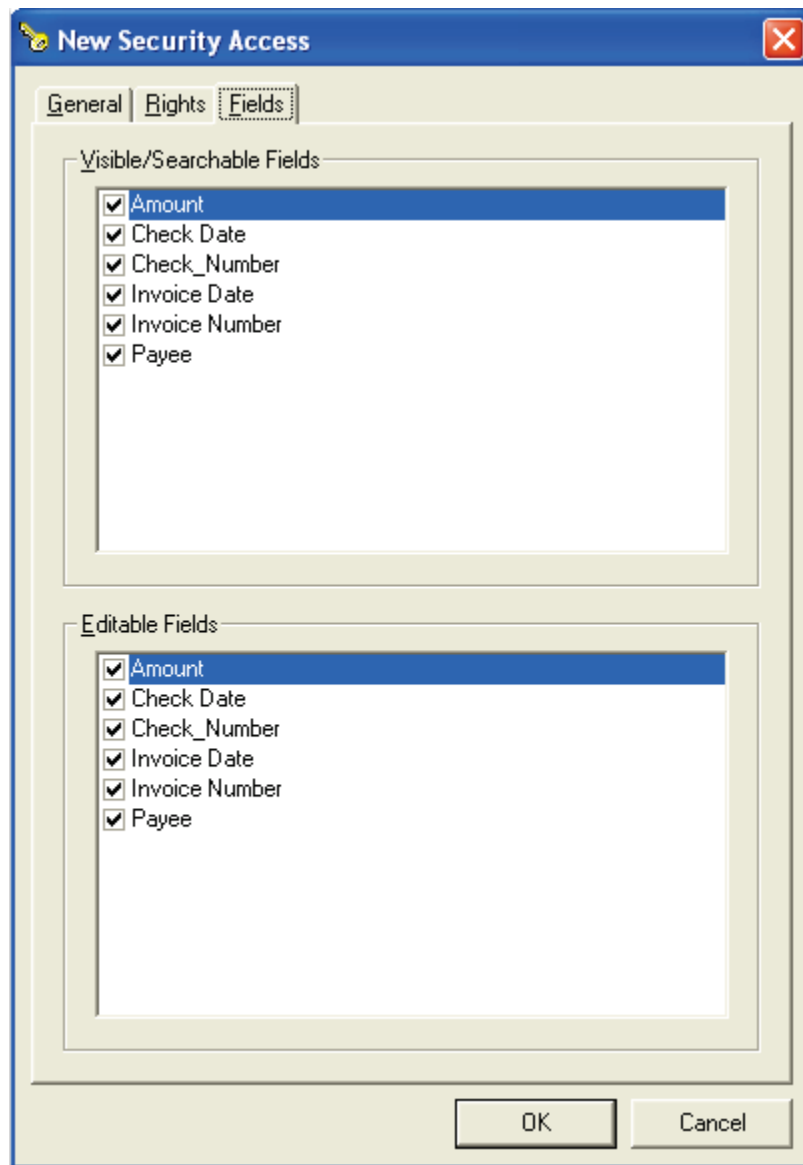 New Security Access
General Rights Fields
Visible/Searchable Fields
Amount
Check Date
Check_Number
Invoice Date
Invoice Number
Payee
Editable Fields
Amount
Check Date
Check_Number
Invoice Date
Invoice Number
Payee
OK Cancel